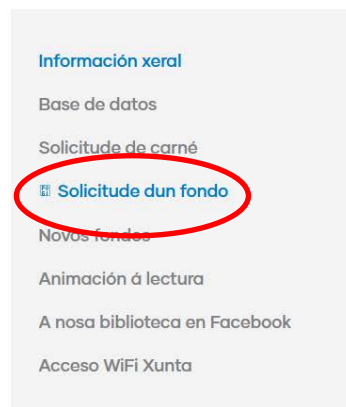 Información xeral
Base de datos
Solicitude de carné
Solicitude dun fondo
Novos fondos
Animación á lectura
A nosa biblioteca en Facebook
Acceso WiFi Xunta